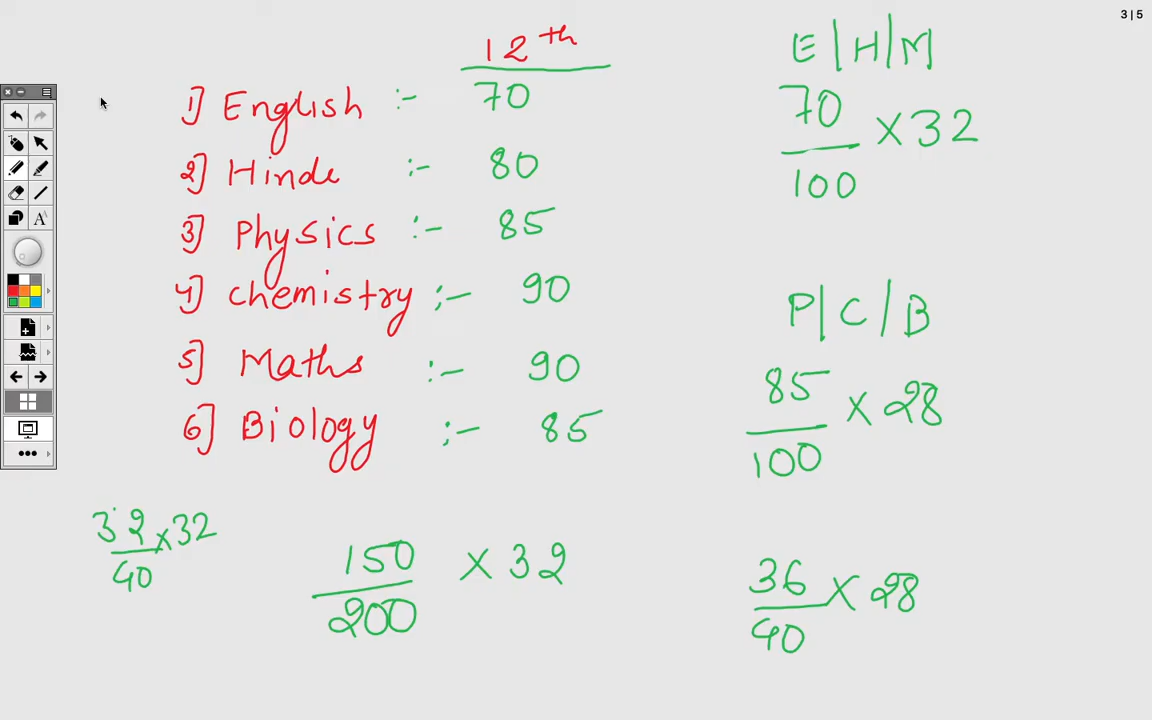 3 | 5
12th
1] English :- 70
2] Hinde :- 80
3] Physics :- 85
4] chemistry :- 90
5] Maths :- 90
6] Biology :- 85
E | H | M
70
100
× 32
P | C | B
85
100
× 28
32
40
× 32
150
200
× 32
36
40
× 28
A